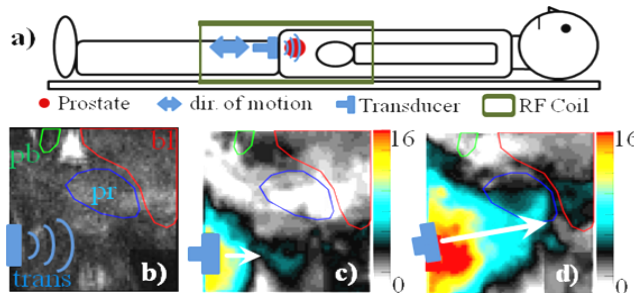 a)
Prostate dir. of motion Transducer RF Coil
pb bl 16 16
pr
trans b) c) 0 d) 0